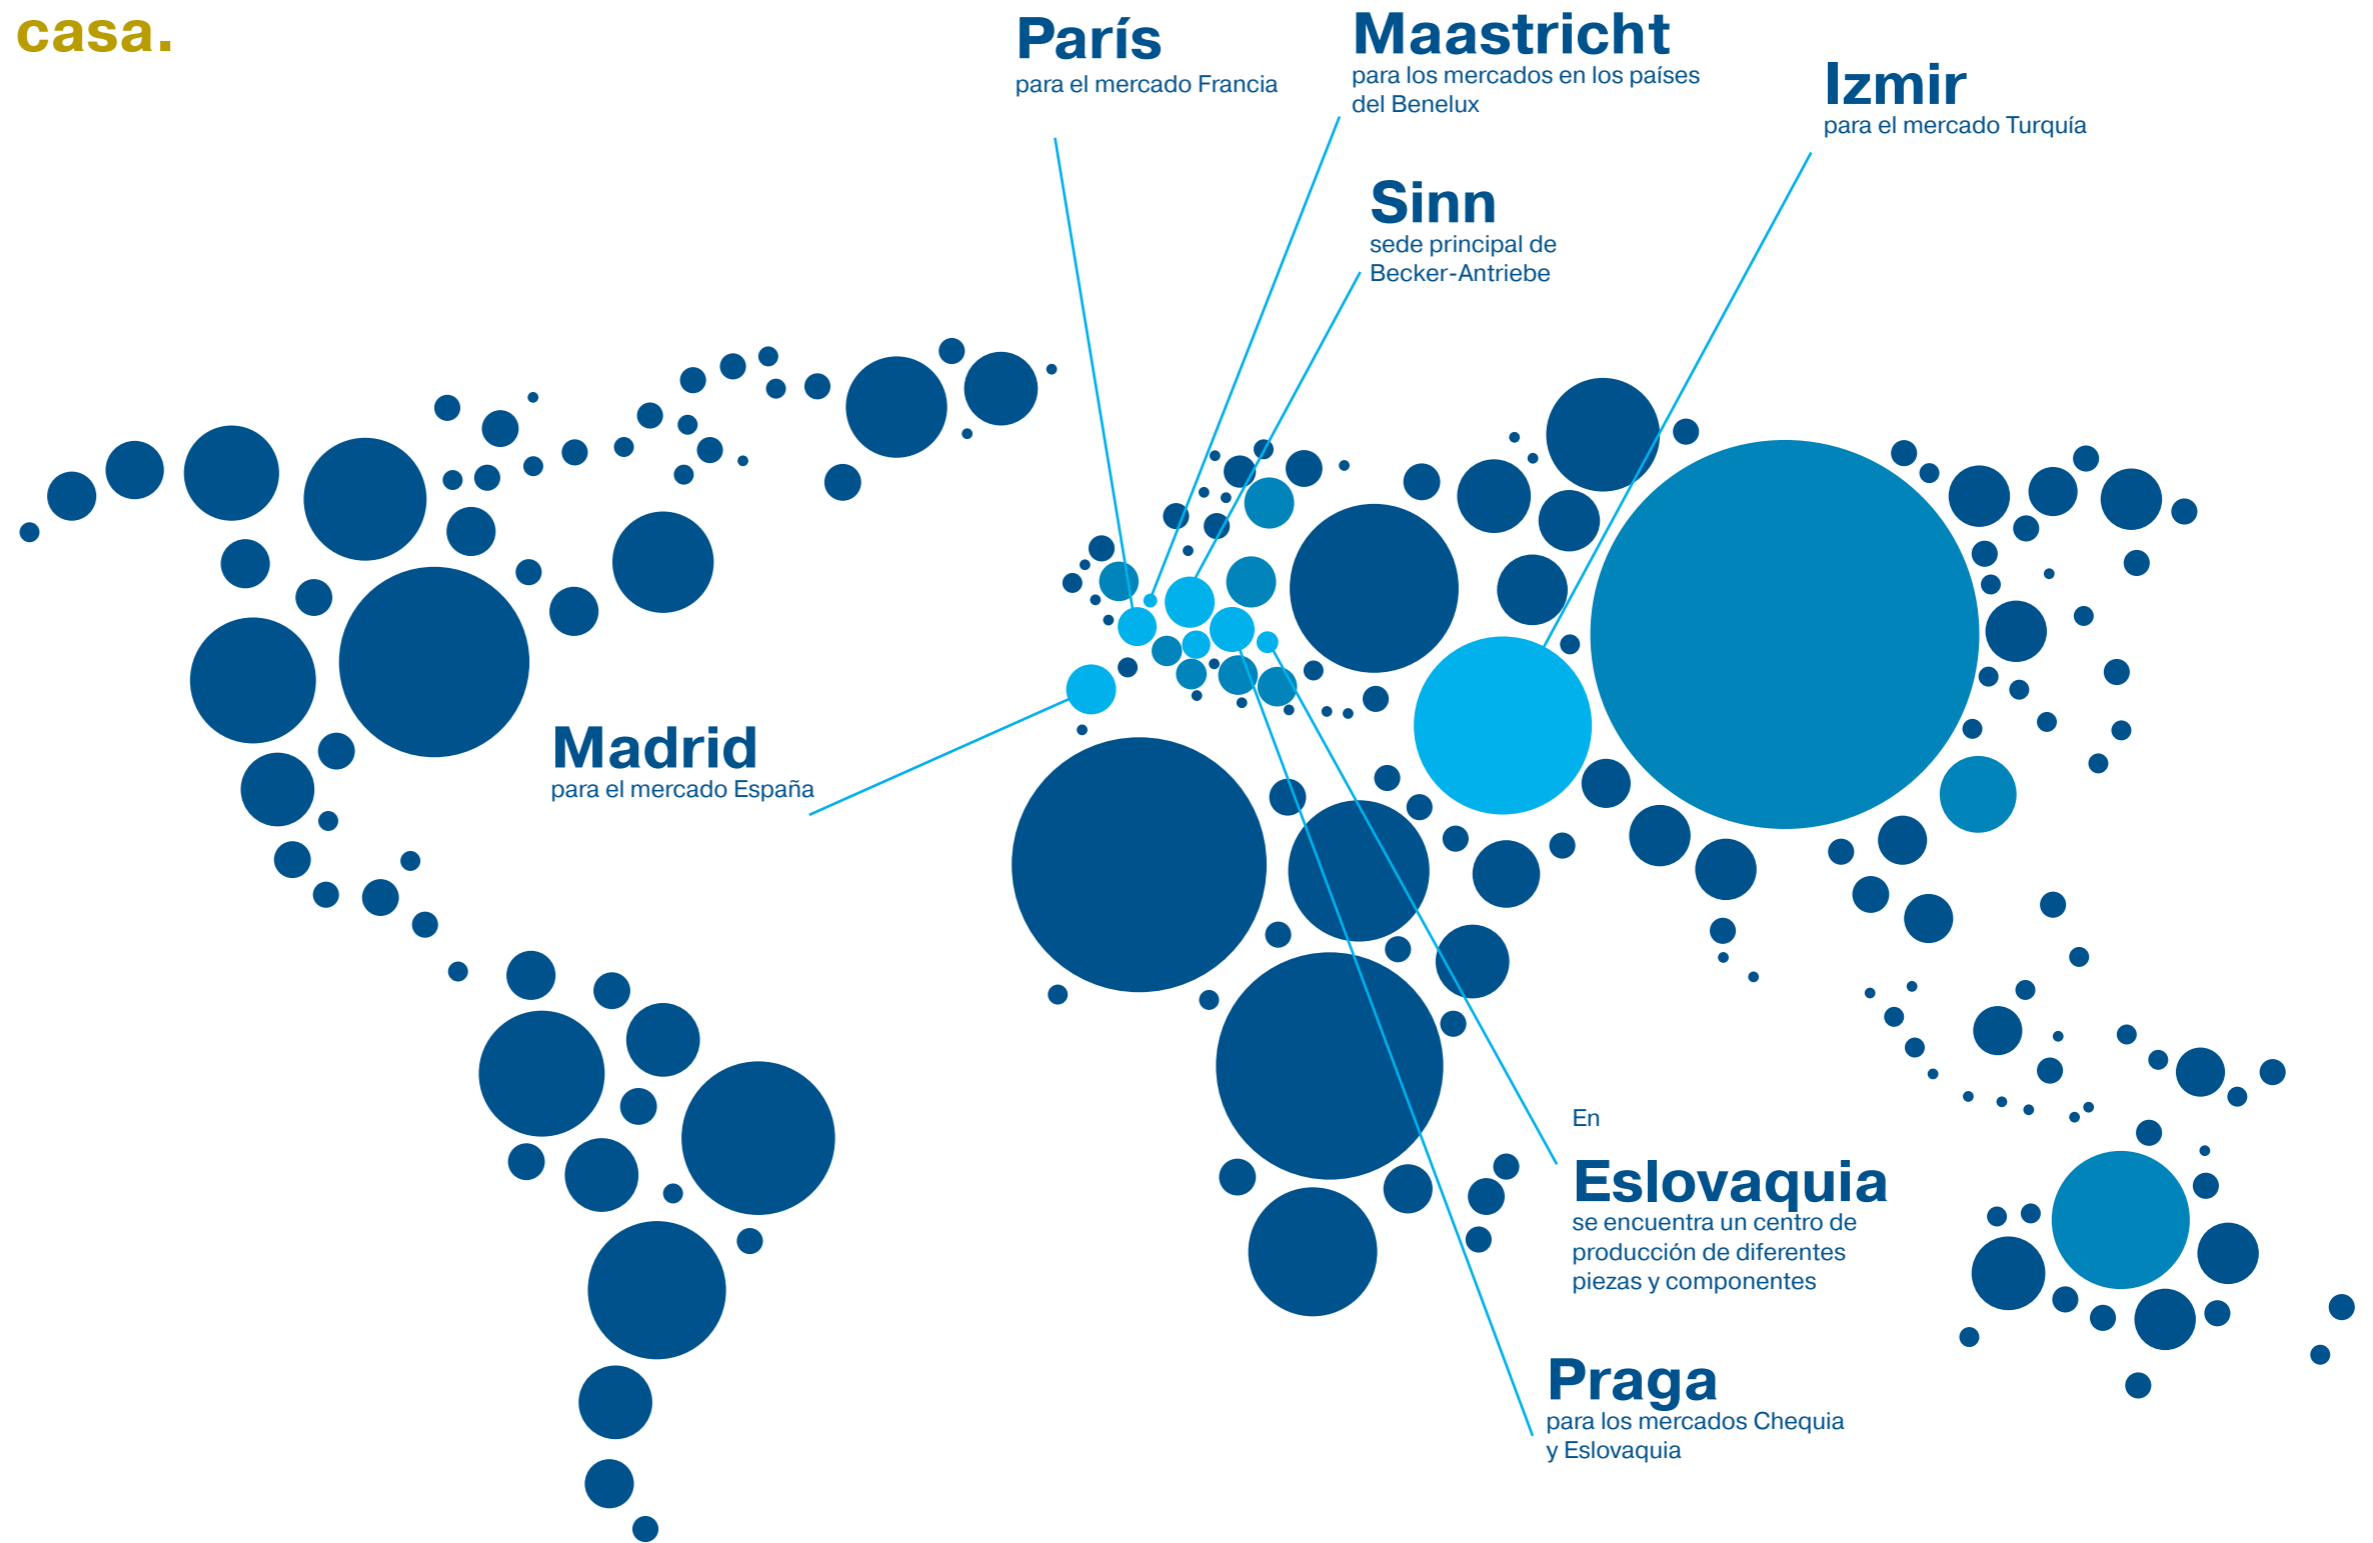 casa.
París
para el mercado Francia
Maastricht
para los mercados en los países
del Benelux
Izmir
para el mercado Turquía
Sinn
sede principal de
Becker-Antriebe
Madrid
para el mercado España
En
Eslovaquia
se encuentra un centro de
producción de diferentes
piezas y componentes
Praga
para los mercados Chequia
y Eslovaquia